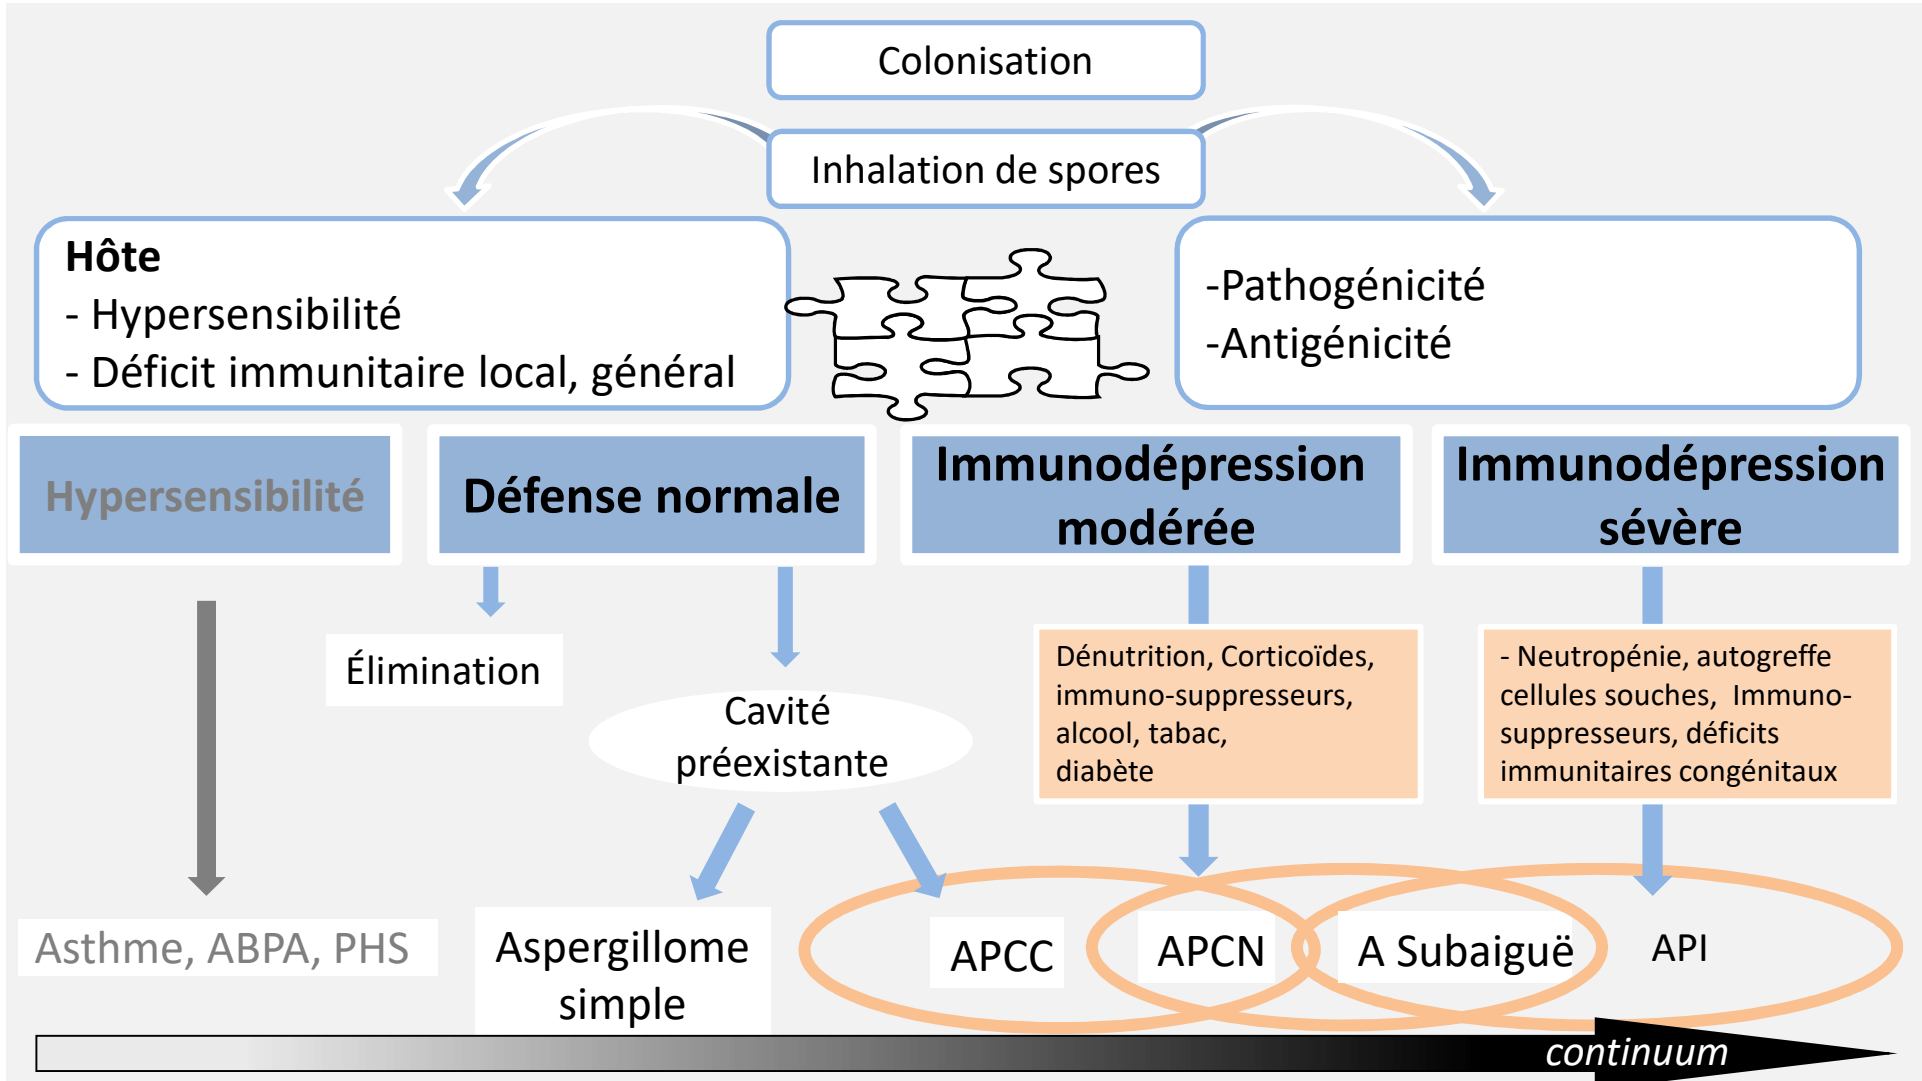 Colonisation
Inhalation de spores
Hôte
- Hypersensibilité
- Déficit immunitaire local, général
-Pathogénicité
-Antigénicité
Hypersensibilité
Défense normale
Immunodépression
modérée
Immunodépression
sévère
Élimination
Cavité
préexistante
Dénutrition, Corticoïdes,
immuno-suppresseurs,
alcool, tabac,
diabète
- Neutropénie, autogreffe
cellules souches, Immuno-
suppresseurs, déficits
immunitaires congénitaux
Asthme, ABPA, PHS
Aspergillome
simple
APCC
APCN
A Subaiguë
API
continuum